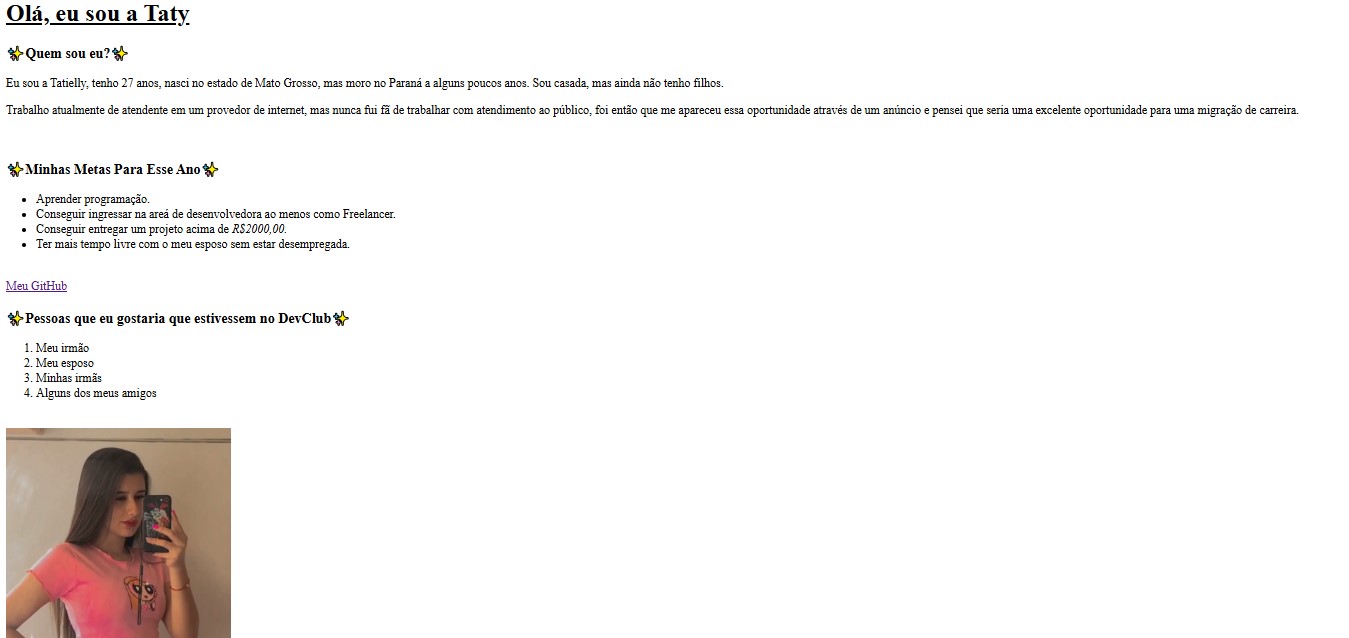 Olá, eu sou a Taty
✨Quem sou eu?✨
Eu sou a Tatielly, tenho 27 anos, nasci no estado de Mato Grosso, mas moro no Paraná a alguns poucos anos. Sou casada, mas ainda não tenho filhos.
Trabalho atualmente de atendente em um provedor de internet, mas nunca fui fã de trabalhar com atendimento ao público, foi então que me apareceu essa oportunidade através de um anúncio e pensei que seria uma excelente oportunidade para uma migração de carreira.
✨Minhas Metas Para Esse Ano✨
• Aprender programação.
• Conseguir ingressar na areá de desenvolvedora ao menos como Freelancer.
• Conseguir entregar um projeto acima de R$2000,00.
• Ter mais tempo livre com o meu esposo sem estar desempregada.
Meu GitHub
✨Pessoas que eu gostaria que estivessem no DevClub✨
1. Meu irmão
2. Meu esposo
3. Minhas irmãs
4. Alguns dos meus amigos